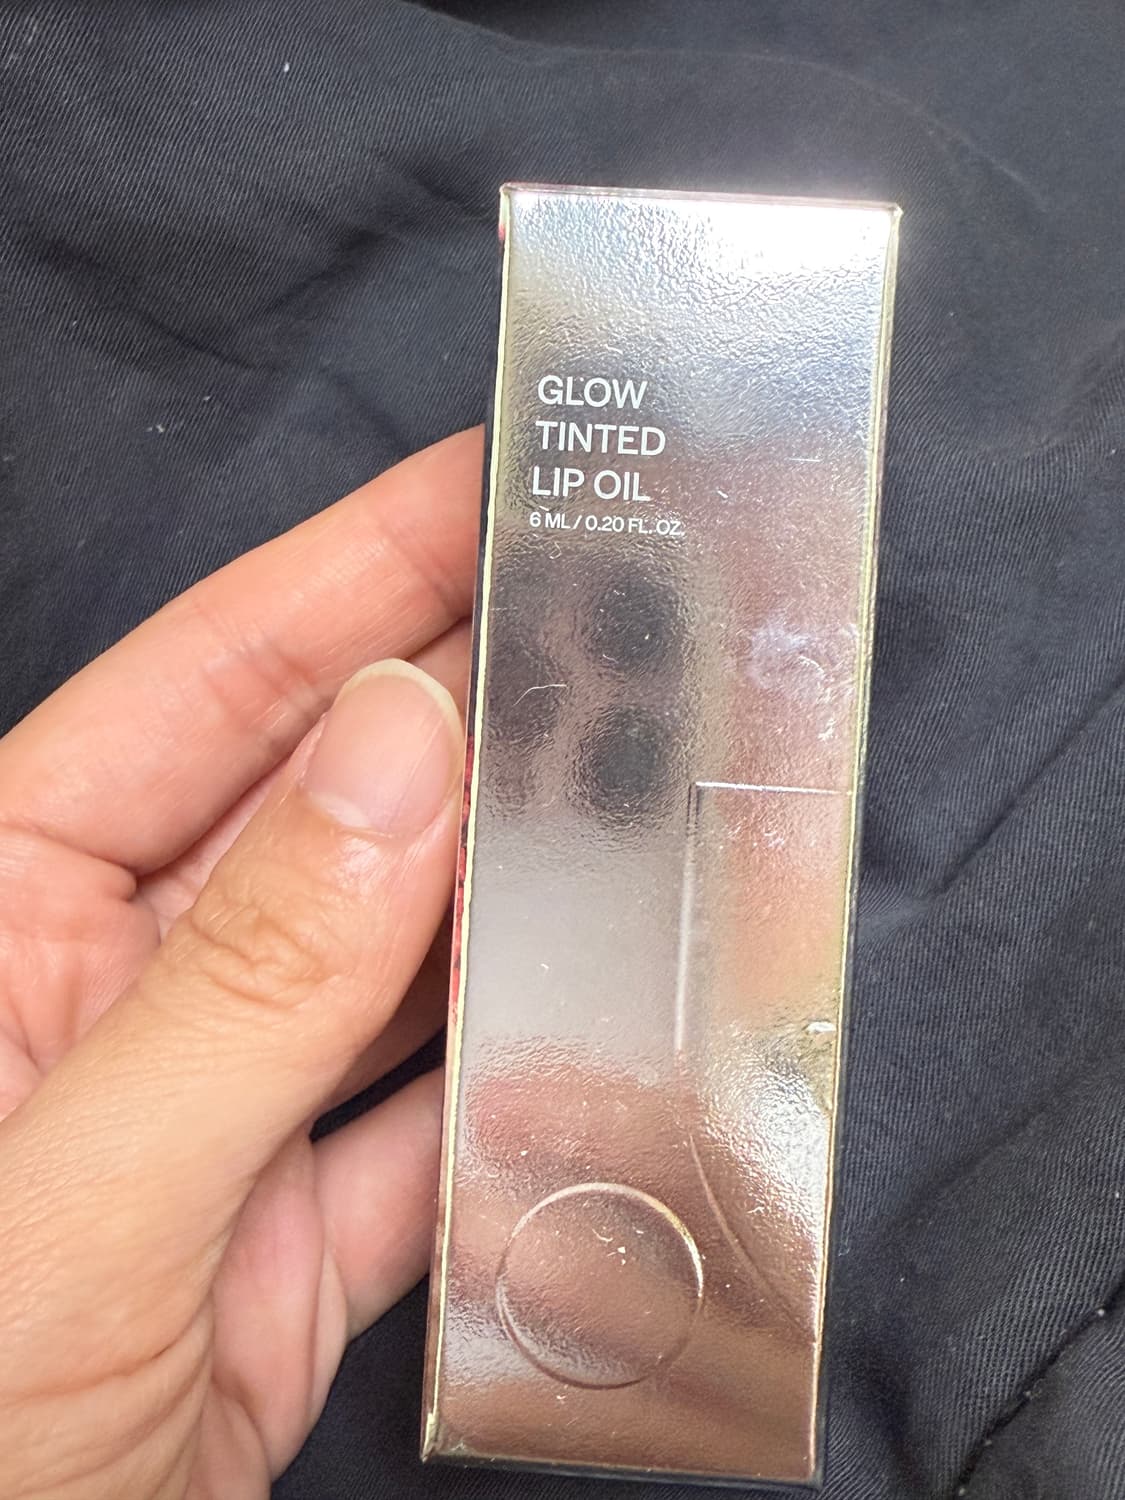 GLOW
TINTED
LIP OIL
6 ML / 0.20 FL. OZ.